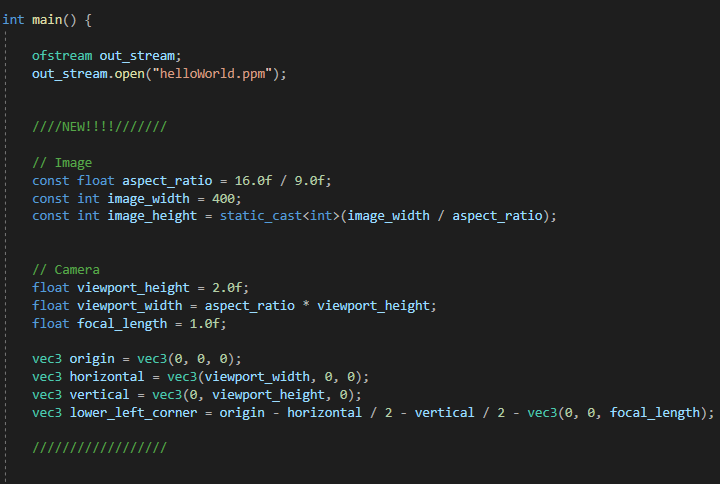 int main() {
ofstream out_stream;
out_stream.open("helloWorld.ppm");
////NEW!!!!///////
// Image
const float aspect_ratio = 16.0f / 9.0f;
const int image_width = 400;
const int image_height = static_cast<int>(image_width / aspect_ratio);
// Camera
float viewport_height = 2.0f;
float viewport_width = aspect_ratio * viewport_height;
float focal_length = 1.0f;
vec3 origin = vec3(0, 0, 0);
vec3 horizontal = vec3(viewport_width, 0, 0);
vec3 vertical = vec3(0, viewport_height, 0);
vec3 lower_left_corner = origin - horizontal / 2 - vertical / 2 - vec3(0, 0, focal_length);
//////////////////